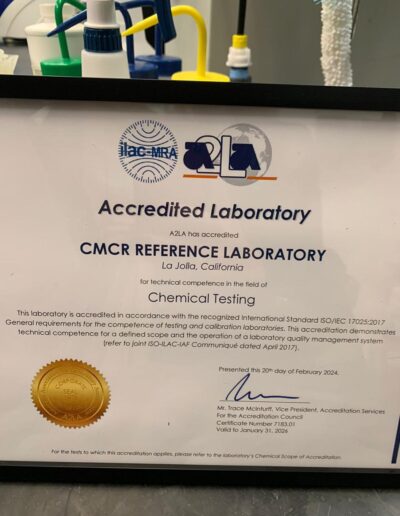 ilac-MRA
A2LA
Accredited Laboratory
A2LA has accredited
CMCR REFERENCE LABORATORY
La Jolla, California
for technical competence in the field of
Chemical Testing
This laboratory is accredited in accordance with the recognized International Standard ISO/IEC 17025:2017
General requirements for the competence of testing and calibration laboratories. This accreditation demonstrates
technical competence for a defined scope and the operation of a laboratory quality management system
(refer to joint ISO-ILAC-IAF Communiqué dated April 2017).
Presented this 20th day of February 2024.
Mr. Trace McInturff, Vice President, Accreditation Services
For the Accreditation Council
Certificate Number 7183.01
Valid to January 31, 2026
CORPORATE
SEAL
For the tests to which this accreditation applies, please refer to the laboratory's Chemical Scope of Accreditation.